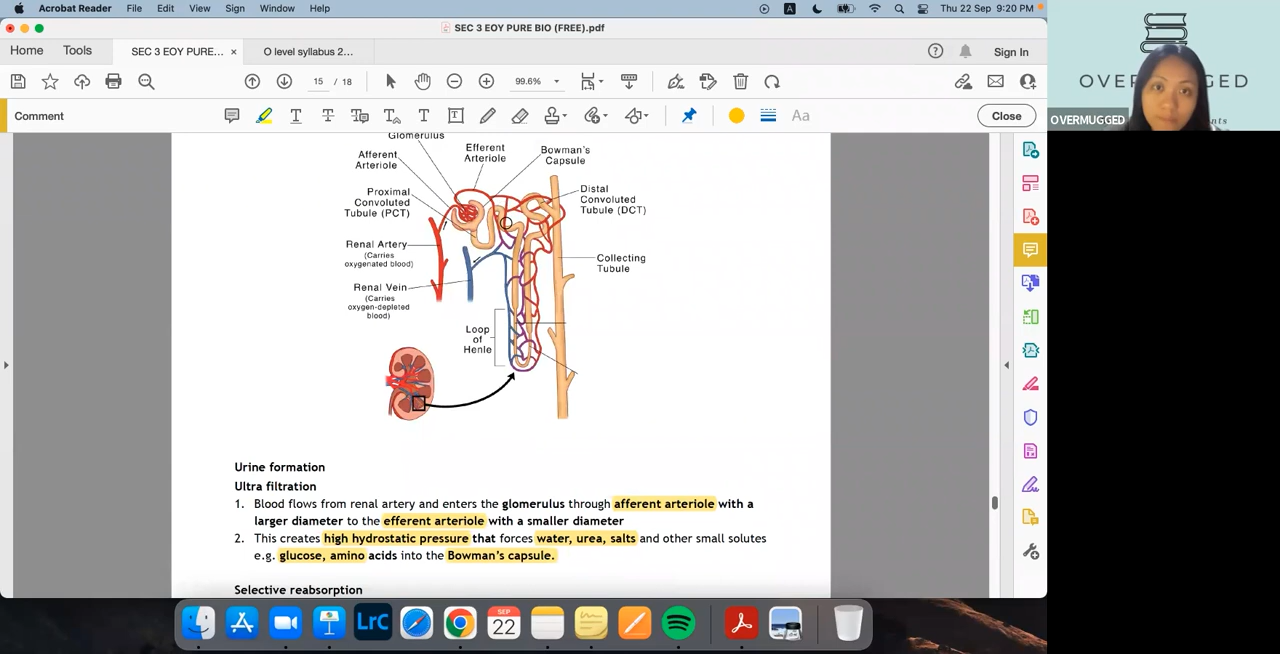 Acrobat Reader File Edit View Sign Window Help Thu 22 Sep 9:20 PM
SEC 3 EOY PURE BIO (FREE).pdf
Home Tools SEC 3 EOY PURE... × O level syllabus 2... Sign In
15 / 18 99.6%
Comment Aa Close
OVERMUGGED
Glomerulus
Efferent
Arteriole
Bowman's
Capsule
Afferent
Arteriole
Proximal
Convoluted
Tubule (PCT)
Distal
Convoluted
Tubule (DCT)
Renal Artery
(Carries
oxygenated blood)
Collecting
Tubule
Renal Vein
(Carries
oxygen-depleted
blood)
Loop
of
Henle
Urine formation
Ultra filtration
1. Blood flows from renal artery and enters the glomerulus through afferent arteriole with a
larger diameter to the efferent arteriole with a smaller diameter
2. This creates high hydrostatic pressure that forces water, urea, salts and other small solutes
e.g. glucose, amino acids into the Bowman's capsule.
Selective reabsorption
LrC
SEP
22